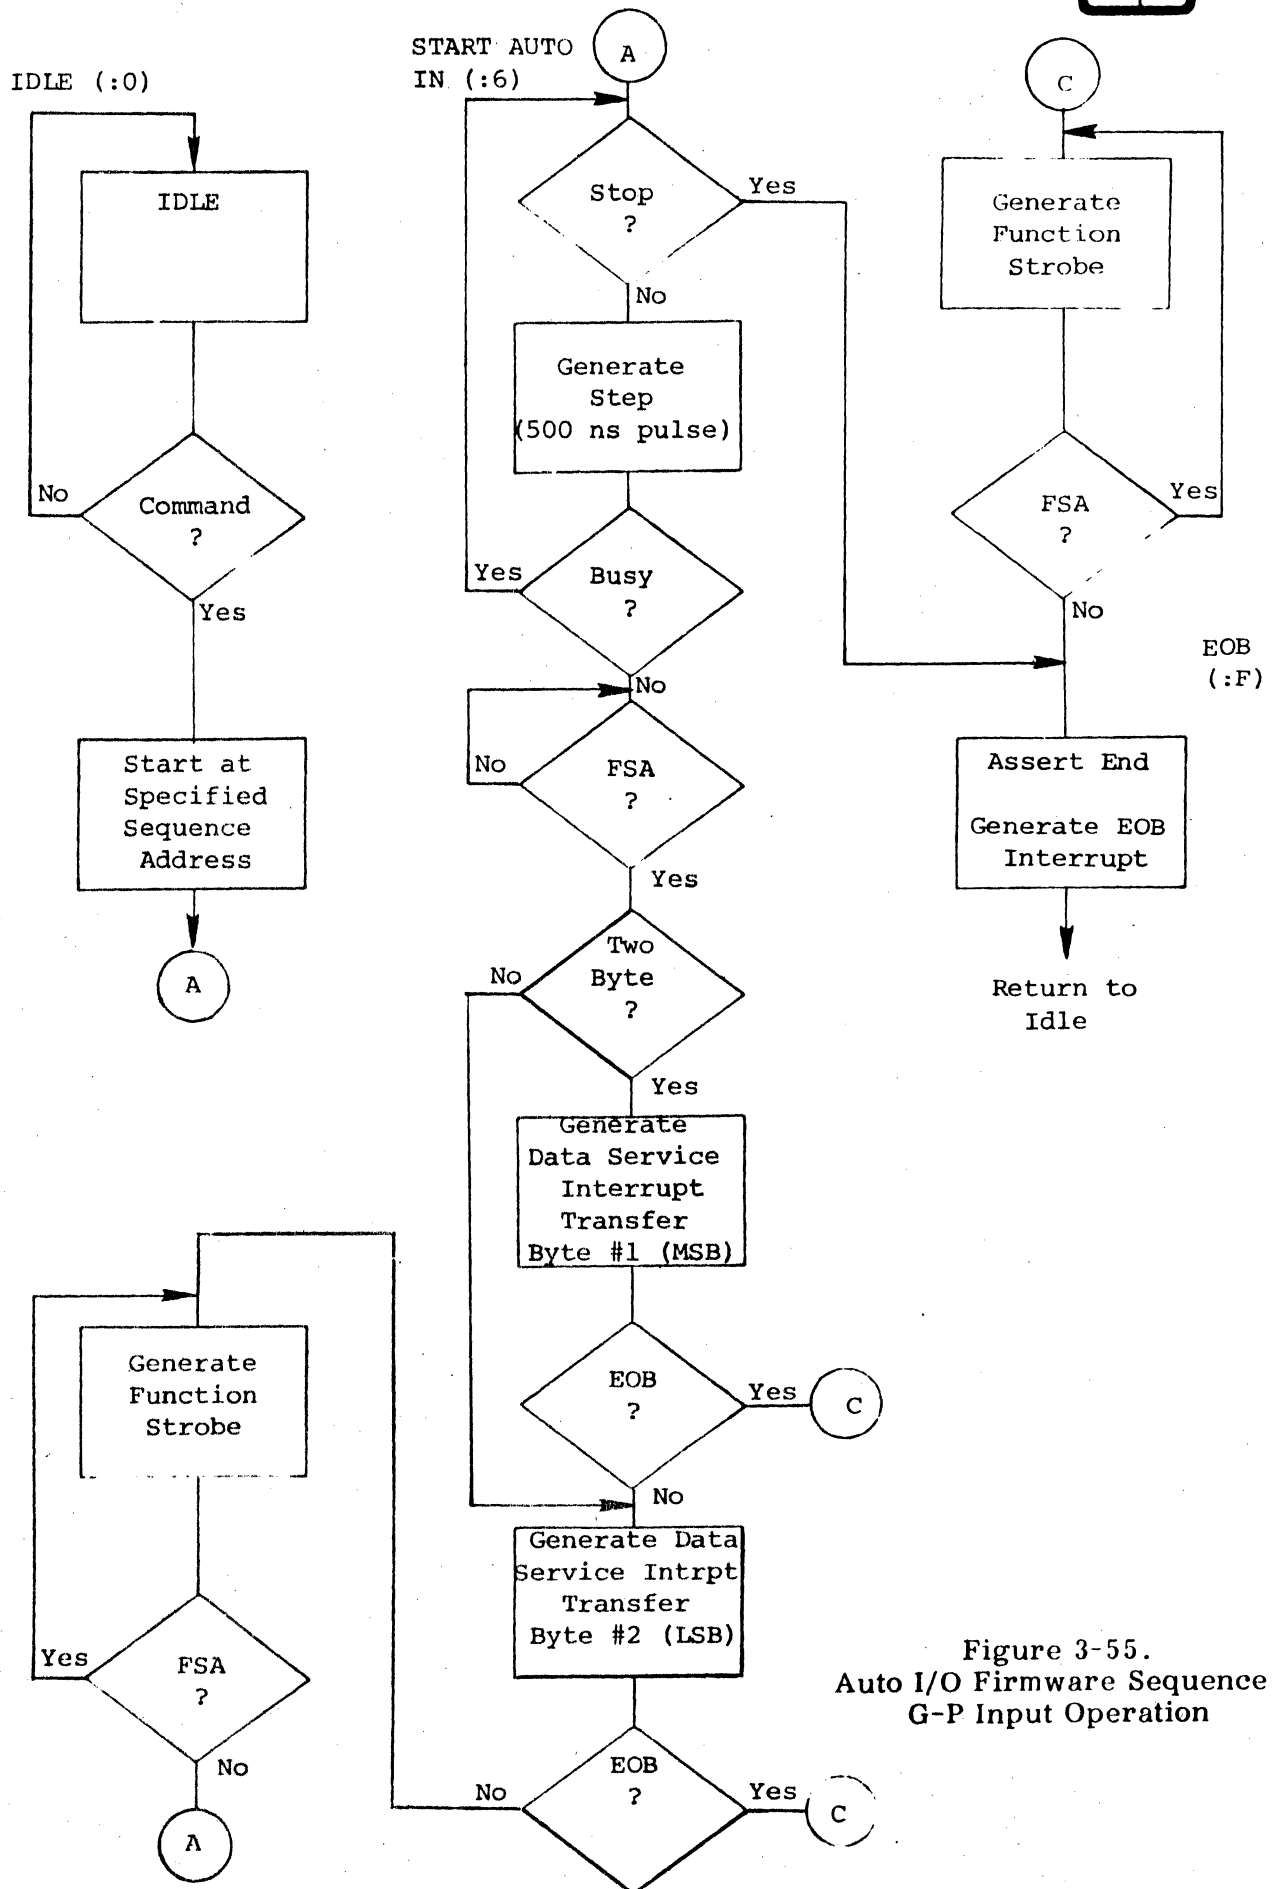 IDLE (:0)
IDLE
Command
?
No
Yes
Start at
Specified
Sequence
Address
A
START AUTO
IN (:6)
A
Stop
?
Yes
No
Generate
Step
(500 ns pulse)
Busy
?
Yes
No
FSA
?
No
Yes
Two
Byte
?
No
Yes
Generate
Data Service
Interrupt
Transfer
Byte #1 (MSB)
EOB
?
Yes
C
No
Generate Data
Service Intrpt
Transfer
Byte #2 (LSB)
EOB
?
No
Yes
C
Generate
Function
Strobe
FSA
?
Yes
No
A
C
Generate
Function
Strobe
FSA
?
Yes
No
EOB
(:F)
Assert End
Generate EOB
Interrupt
Return to
Idle
Figure 3-55.
Auto I/O Firmware Sequence
G-P Input Operation